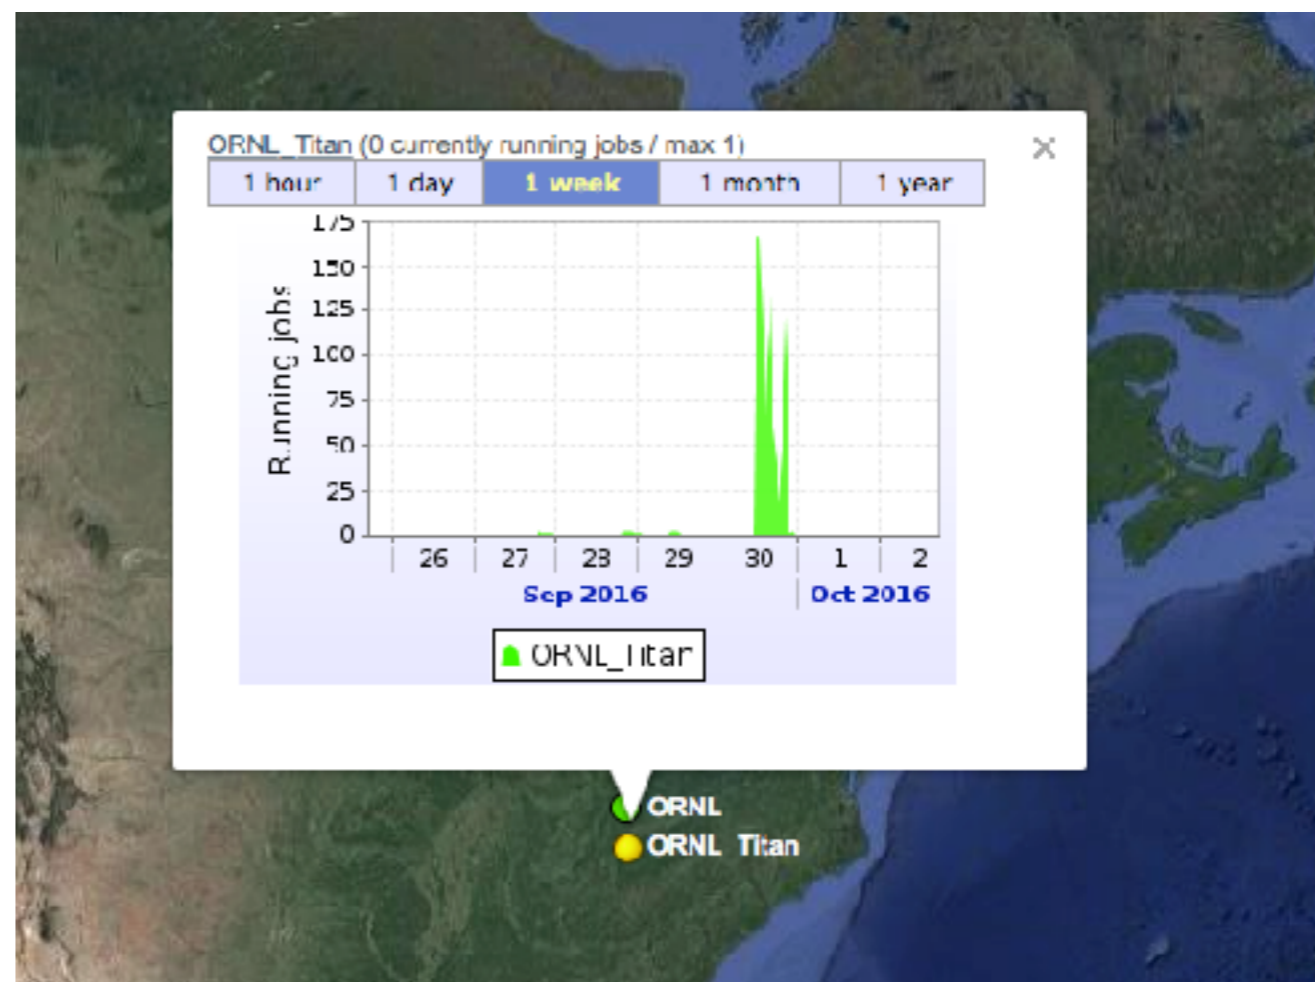 ORNL_Titan (0 currently running jobs / max 1)
×
1 hour 1 day 1 week 1 month 1 year
175
150
125
100
75
50
25
0
Running jobs
26 27 28 29 30 1 2
Sep 2016 Oct 2016
ORNL_Titan
ORNL
ORNL_Titan